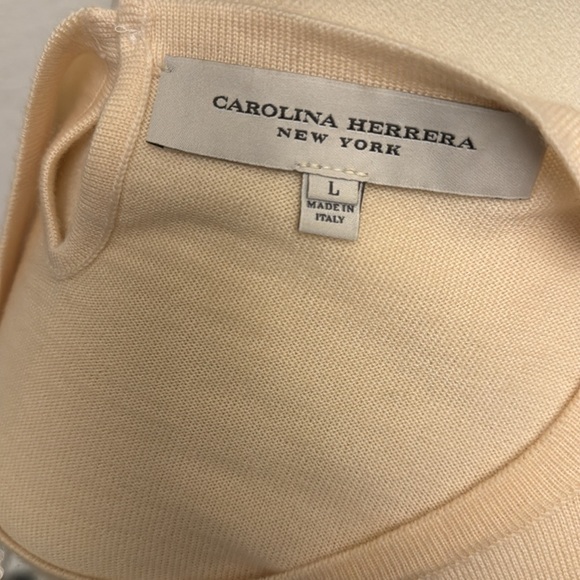 CAROLINA HERRERA
NEW YORK
L
MADE IN
ITALY